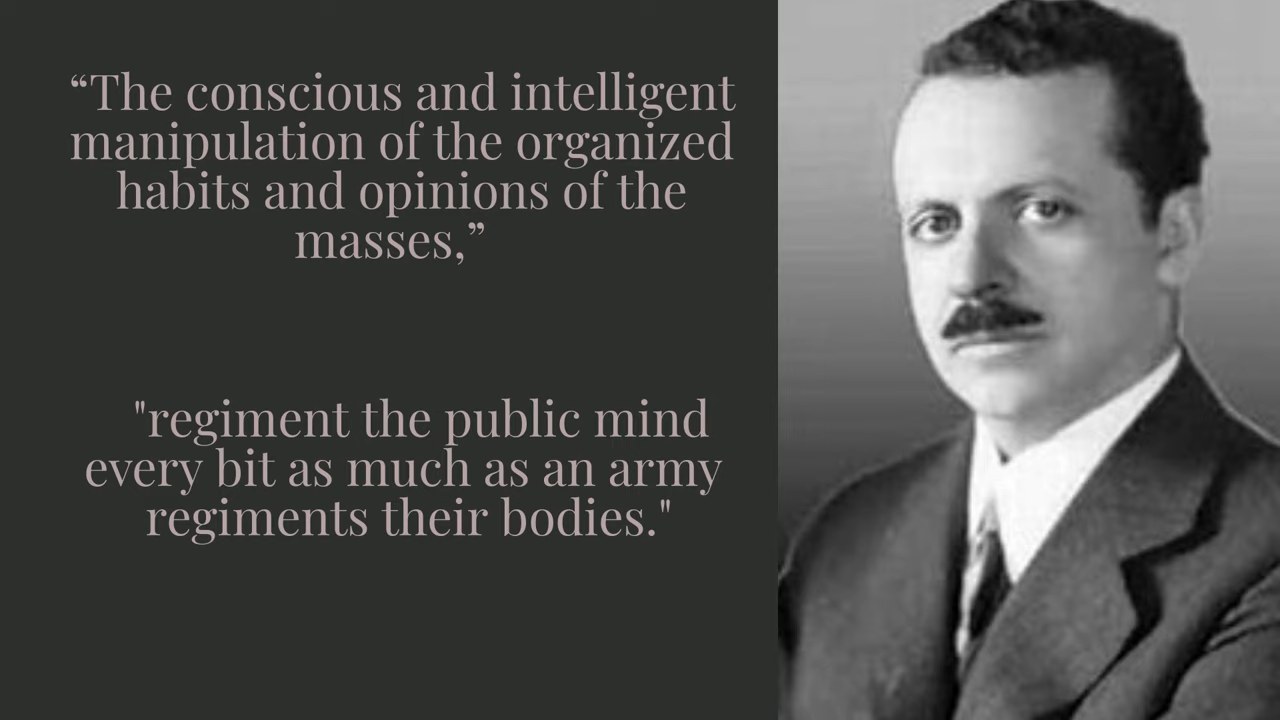 “The conscious and intelligent
manipulation of the organized
habits and opinions of the
masses,”
"regiment the public mind
every bit as much as an army
regiments their bodies."